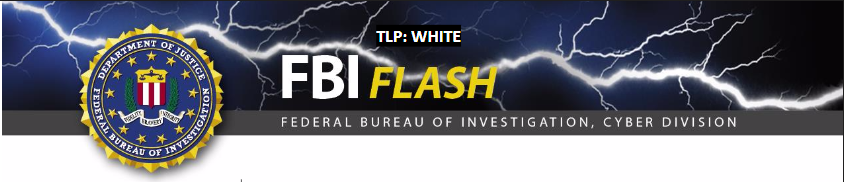 TLP: WHITE
FBI FLASH
FEDERAL BUREAU OF INVESTIGATION, CYBER DIVISION
DEPARTMENT OF JUSTICE
FIDELITY BRAVERY INTEGRITY
FEDERAL BUREAU OF INVESTIGATION